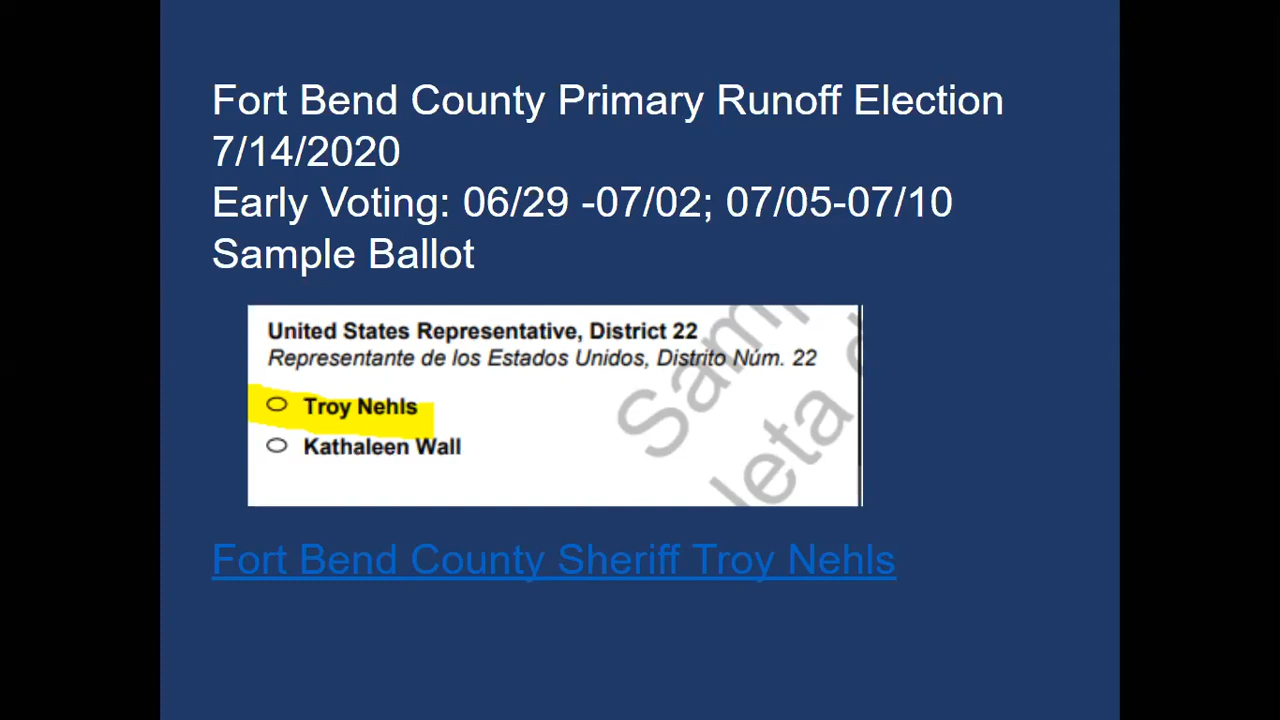 Fort Bend County Primary Runoff Election
7/14/2020
Early Voting: 06/29 -07/02; 07/05-07/10
Sample Ballot
United States Representative, District 22
Representante de los Estados Unidos, Distrito Núm. 22
Troy Nehls
Kathaleen Wall
Fort Bend County Sheriff Troy Nehls